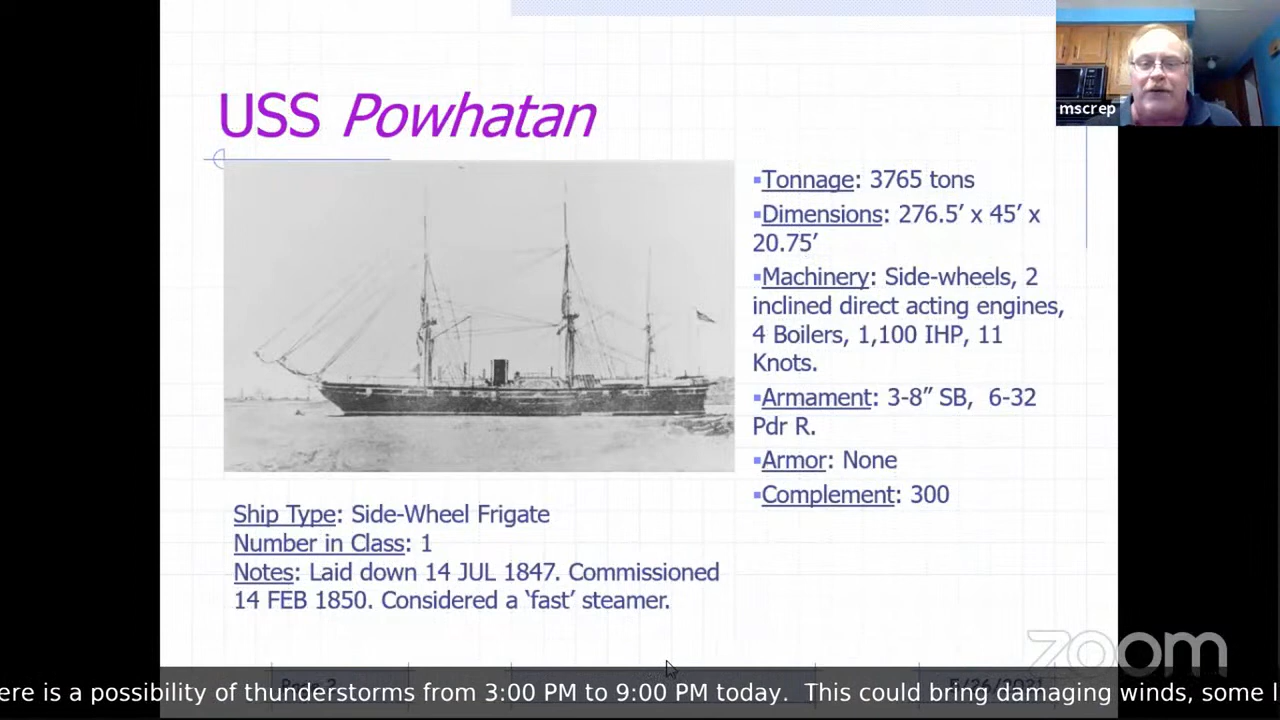 USS Powhatan
mscrep
▪Tonnage: 3765 tons
▪Dimensions: 276.5’ x 45’ x
20.75’
▪Machinery: Side-wheels, 2
inclined direct acting engines,
4 Boilers, 1,100 IHP, 11
Knots.
▪Armament: 3-8” SB,  6-32
Pdr R.
▪Armor: None
▪Complement: 300
Ship Type: Side-Wheel Frigate
Number in Class: 1
Notes: Laid down 14 JUL 1847. Commissioned
14 FEB 1850. Considered a ‘fast’ steamer.
zoom
ere is a possibility of thunderstorms from 3:00 PM to 9:00 PM today.  This could bring damaging winds, some